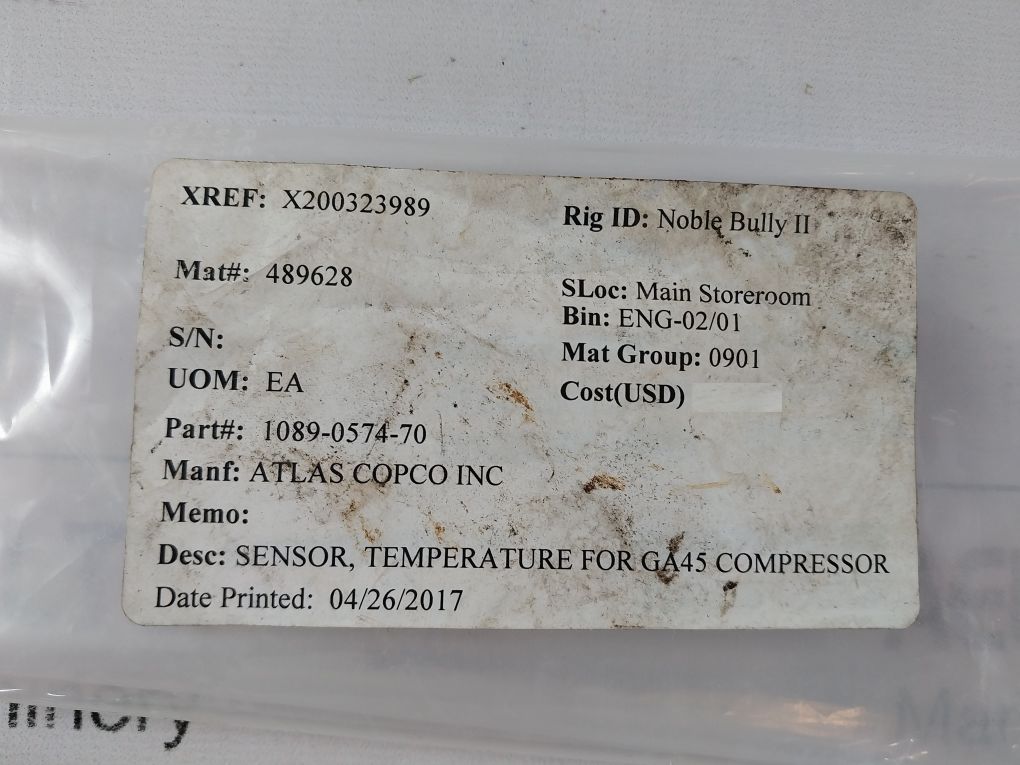 XREF: X200323989
Rig ID: Noble Bully II
Mat#: 489628
SLoc: Main Storeroom
Bin: ENG-02/01
S/N:
Mat Group: 0901
UOM: EA
Cost(USD)
Part#: 1089-0574-70
Manf: ATLAS COPCO INC
Memo:
Desc: SENSOR, TEMPERATURE FOR GA45 COMPRESSOR
Date Printed: 04/26/2017